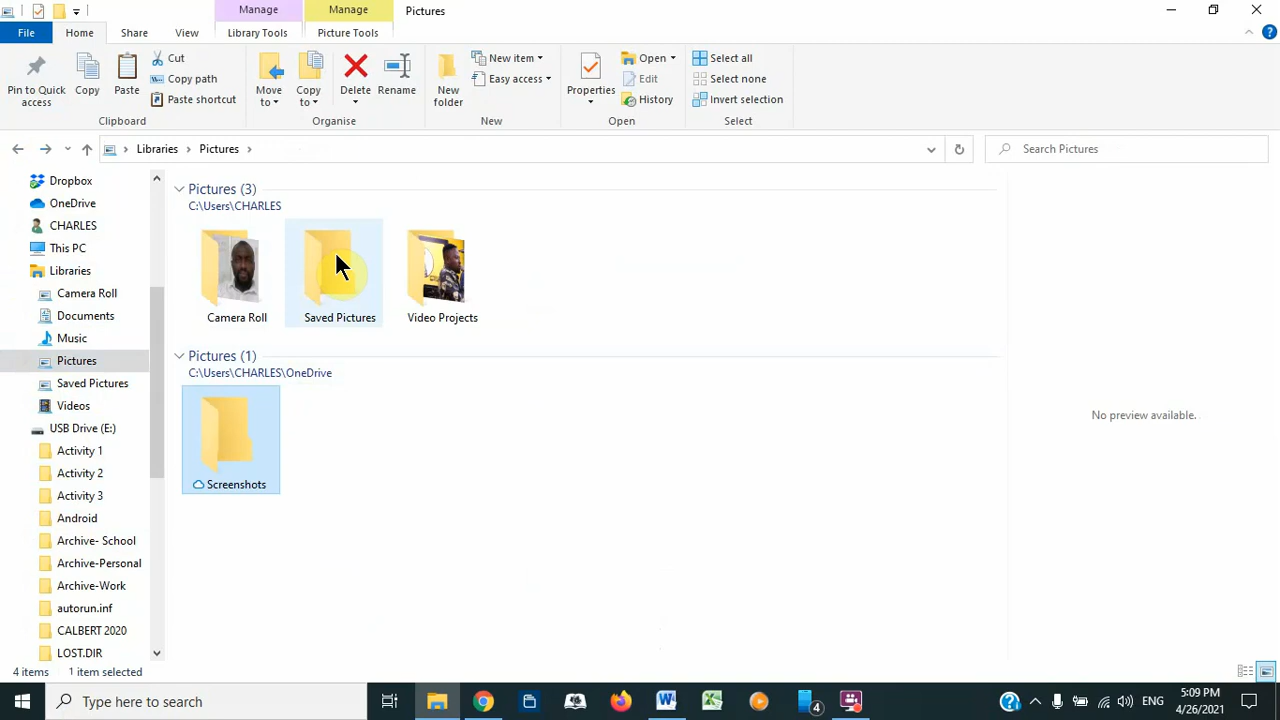 Manage
Manage
Pictures
File
Home
Share
View
Library Tools
Picture Tools
Pin to Quick access
Copy
Paste
Cut
Copy path
Paste shortcut
Clipboard
Move to
Copy to
Delete
Rename
Organise
New folder
New item
Easy access
New
Properties
Open
Edit
History
Open
Select all
Select none
Invert selection
Select
Libraries
Pictures
Search Pictures
Dropbox
OneDrive
CHARLES
This PC
Libraries
Camera Roll
Documents
Music
Pictures
Saved Pictures
Videos
USB Drive (E:)
Activity 1
Activity 2
Activity 3
Android
Archive- School
Archive-Personal
Archive-Work
autorun.inf
CALBERT 2020
LOST.DIR
Pictures (3)
C:\Users\CHARLES
Camera Roll
Saved Pictures
Video Projects
Pictures (1)
C:\Users\CHARLES\OneDrive
Screenshots
No preview available.
4 items
1 item selected
Type here to search
4
ENG
5:09 PM
4/26/2021